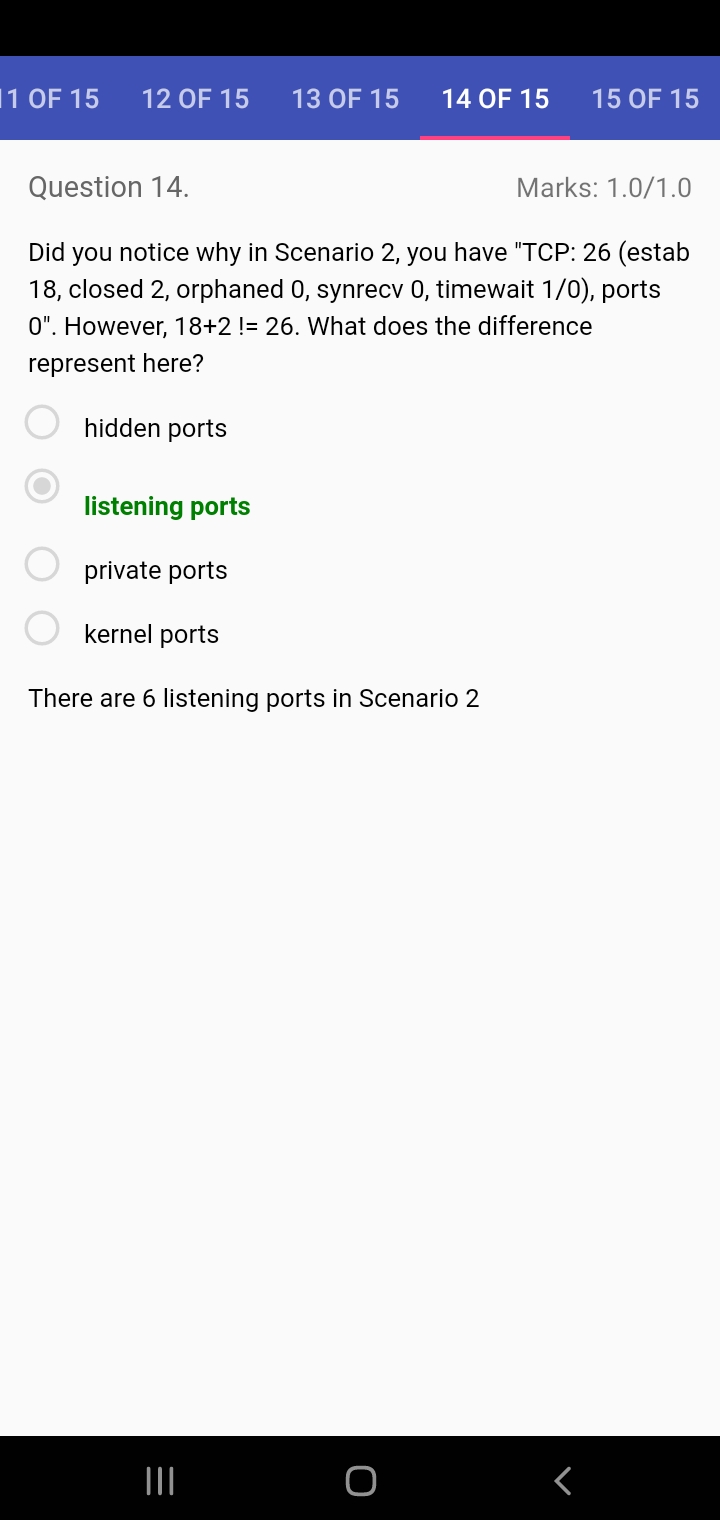 11 OF 15 12 OF 15 13 OF 15 14 OF 15 15 OF 15
Question 14. Marks: 1.0/1.0
Did you notice why in Scenario 2, you have "TCP: 26 (estab
18, closed 2, orphaned 0, synrecv 0, timewait 1/0), ports
0". However, 18+2 != 26. What does the difference
represent here?
hidden ports
listening ports
private ports
kernel ports
There are 6 listening ports in Scenario 2